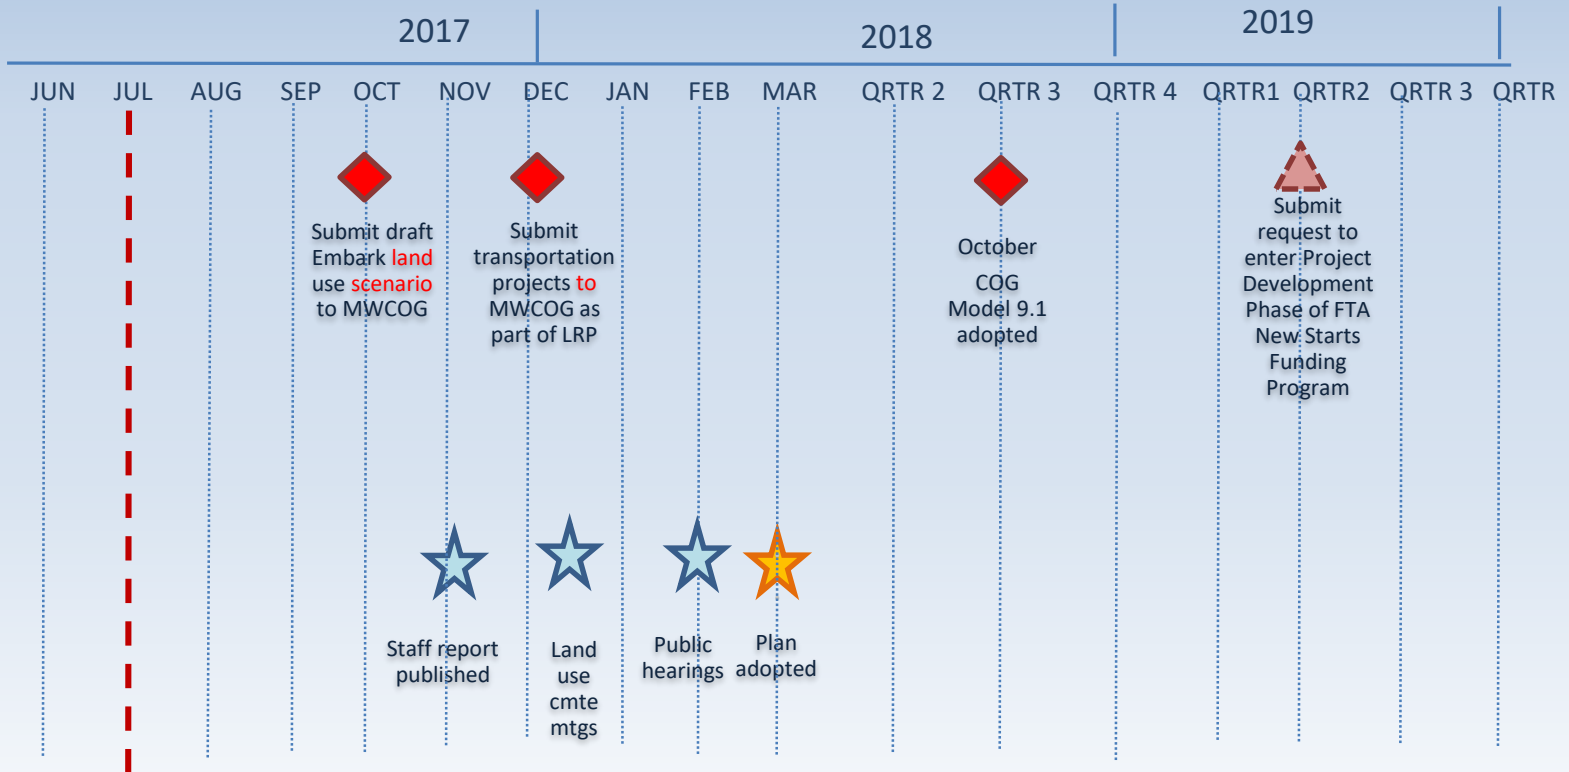 2017
2018
2019
JUN JUL AUG SEP OCT NOV DEC JAN FEB MAR QRTR 2 QRTR 3 QRTR 4 QRTR1 QRTR2 QRTR 3 QRTR
Submit draft
Embark land
use scenario
to MWCOG
Submit
transportation
projects to
MWCOG as
part of LRP
October
COG
Model 9.1
adopted
Submit
request to
enter Project
Development
Phase of FTA
New Starts
Funding
Program
Staff report
published
Land
use
cmte
mtgs
Public
hearings
Plan
adopted